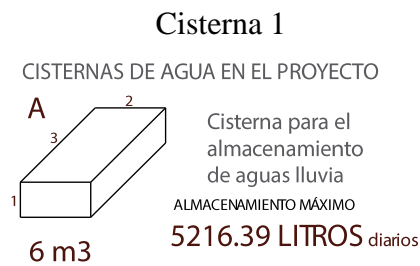 Cisterna 1
CISTERNAS DE AGUA EN EL PROYECTO
A
2
3
1
6 m3
Cisterna para el
almacenamiento
de aguas lluvia
ALMACENAMIENTO MÁXIMO
5216.39 LITROS diarios